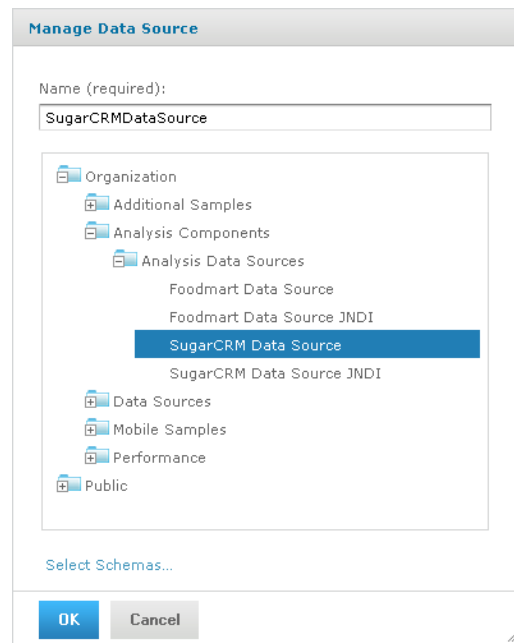 Manage Data Source
Name (required):
SugarCRMDataSource
Organization
Additional Samples
Analysis Components
Analysis Data Sources
Foodmart Data Source
Foodmart Data Source JNDI
SugarCRM Data Source
SugarCRM Data Source JNDI
Data Sources
Mobile Samples
Performance
Public
Select Schemas...
OK Cancel